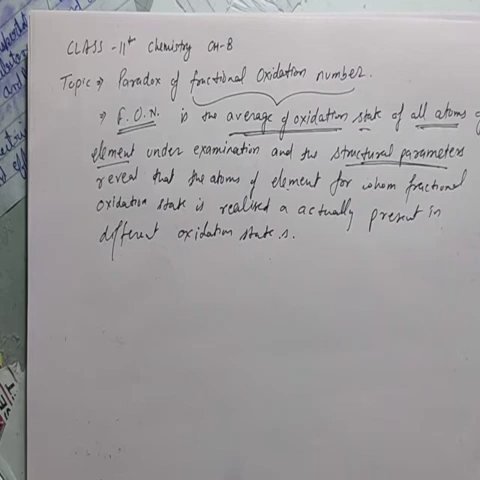 CLASS - 11th Chemistry CH-8
Topic → Paradox of fractional Oxidation number.
→ F.O.N. is the average of oxidation state of all atoms of
element under examination and the structural parameters
reveal that the atoms of element for whom fractional
oxidation state is realised a actually present in
different oxidation state.s.